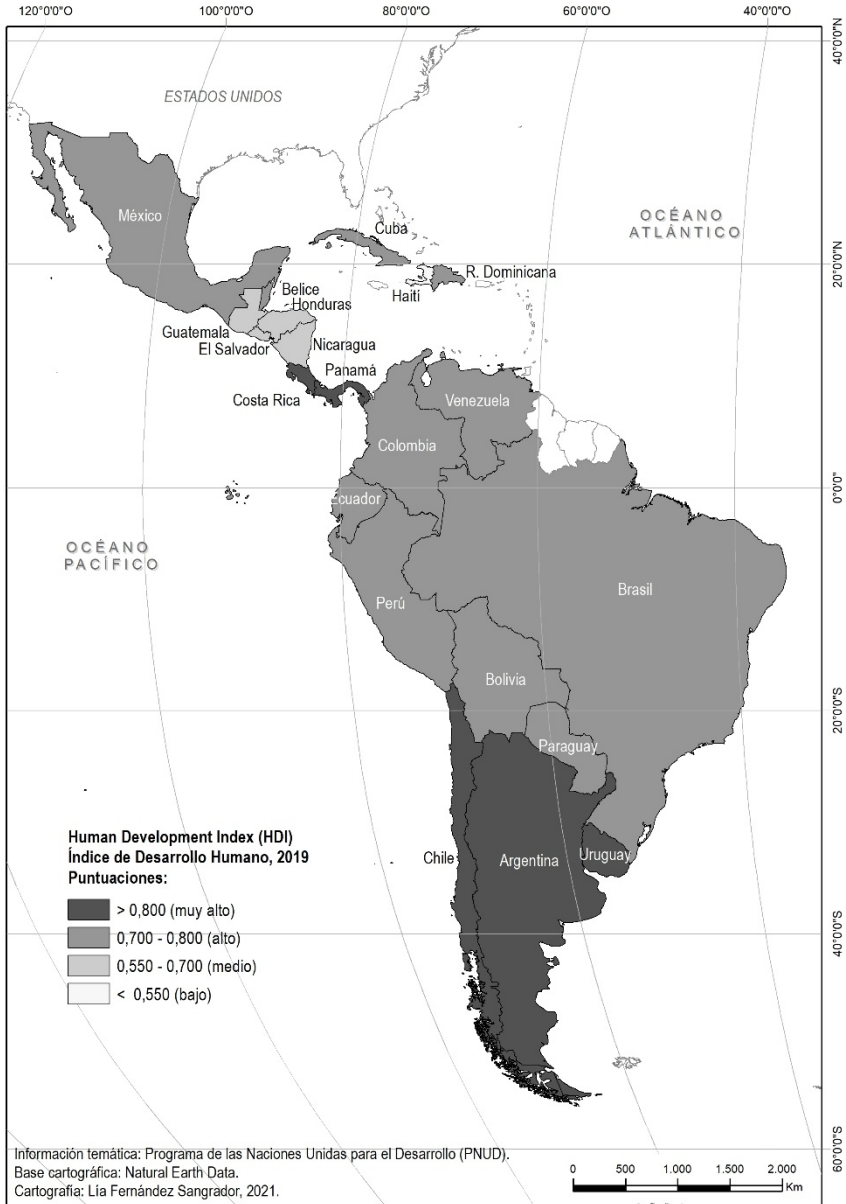 120°0'0"O
100°0'0"O
80°0'0"O
60°0'0"O
40°0'0"O
40°0'0"N
ESTADOS UNIDOS
México
OCÉANO
ATLÁNTICO
Cuba
20°0'0"N
R. Dominicana
Haití
Belice
Honduras
Guatemala
El Salvador
Nicaragua
Panamá
Costa Rica
Venezuela
Colombia
0°0'0"
Ecuador
OCÉANO
PACÍFICO
Perú
Brasil
Bolivia
20°0'0"S
Paraguay
Human Development Index (HDI)
Índice de Desarrollo Humano, 2019
Puntuaciones:
> 0,800 (muy alto)
0,700 - 0,800 (alto)
0,550 - 0,700 (medio)
< 0,550 (bajo)
Chile
Argentina
Uruguay
40°0'0"S
60°0'0"S
Información temática: Programa de las Naciones Unidas para el Desarrollo (PNUD).
Base cartográfica: Natural Earth Data.
Cartografía: Lía Fernández Sangrador, 2021.
0 500 1.000 1.500 2.000
Km